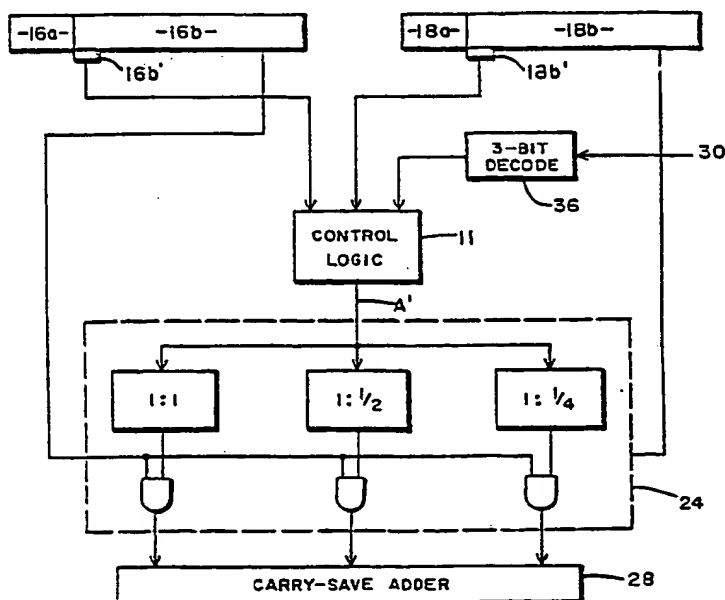 -16a- -16b- -18a- -18b-
16b' 18b'
3-BIT
DECODE
30
36
CONTROL
LOGIC
11
A'
1:1 1:1/2 1:1/4
24
CARRY-SAVE ADDER
28